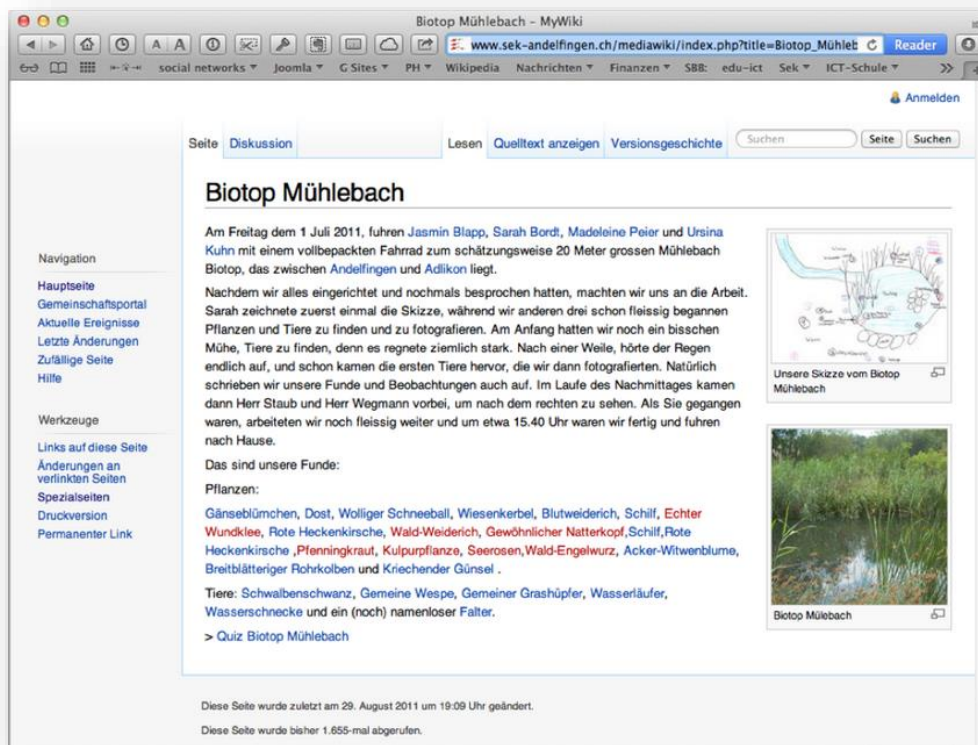 Biotop Mühlebach - MyWiki
A A
www.sek-andelfingen.ch/mediawiki/index.php?title=Biotop_Mühleb
Reader
social networks Joomla G Sites PH Wikipedia Nachrichten Finanzen SBB: edu-ict Sek ICT-Schule >>
Anmelden
Seite Diskussion Lesen Quelltext anzeigen Versionsgeschichte Suchen Seite Suchen
Biotop Mühlebach
Am Freitag dem 1 Juli 2011, fuhren Jasmin Blapp, Sarah Bordt, Madeleine Peier und Ursina
Kuhn mit einem vollbepackten Fahrrad zum schätzungsweise 20 Meter grossen Mühlebach
Biotop, das zwischen Andelfingen und Adlikon liegt.
Nachdem wir alles eingerichtet und nochmals besprochen hatten, machten wir uns an die Arbeit.
Sarah zeichnete zuerst einmal die Skizze, während wir anderen drei schon fleissig begannen
Pflanzen und Tiere zu finden und zu fotografieren. Am Anfang hatten wir noch ein bisschen
Mühe, Tiere zu finden, denn es regnete ziemlich stark. Nach einer Weile, hörte der Regen
endlich auf, und schon kamen die ersten Tiere hervor, die wir dann fotografierten. Natürlich
schrieben wir unsere Funde und Beobachtungen auch auf. Im Laufe des Nachmittages kamen
dann Herr Staub und Herr Wegmann vorbei, um nach dem rechten zu sehen. Als Sie gegangen
waren, arbeiteten wir noch fleissig weiter und um etwa 15.40 Uhr waren wir fertig und fuhren
nach Hause.
Das sind unsere Funde:
Pflanzen:
Gänseblümchen, Dost, Wolliger Schneeball, Wiesenkerbel, Blutweiderich, Schilf, Echter
Wundklee, Rote Heckenkirsche, Wald-Weiderich, Gewöhnlicher Natterkopf,Schilf,Rote
Heckenkirsche ,Pfenningkraut, Kulpurpflanze, Seerosen,Wald-Engelwurz, Acker-Witwenblume,
Breitblätteriger Rohrkolben und Kriechender Günsel .
Tiere: Schwalbenschwanz, Gemeine Wespe, Gemeiner Grashüpfer, Wasserläufer,
Wasserschnecke und ein (noch) namenloser Falter.
> Quiz Biotop Mühlebach
Unsere Skizze vom Biotop
Mühlebach
Biotop Mülebach
Navigation
Hauptseite
Gemeinschaftsportal
Aktuelle Ereignisse
Letzte Änderungen
Zufällige Seite
Hilfe
Werkzeuge
Links auf diese Seite
Änderungen an
verlinkten Seiten
Spezialseiten
Druckversion
Permanenter Link
Diese Seite wurde zuletzt am 29. August 2011 um 19:09 Uhr geändert.
Diese Seite wurde bisher 1.655-mal abgerufen.